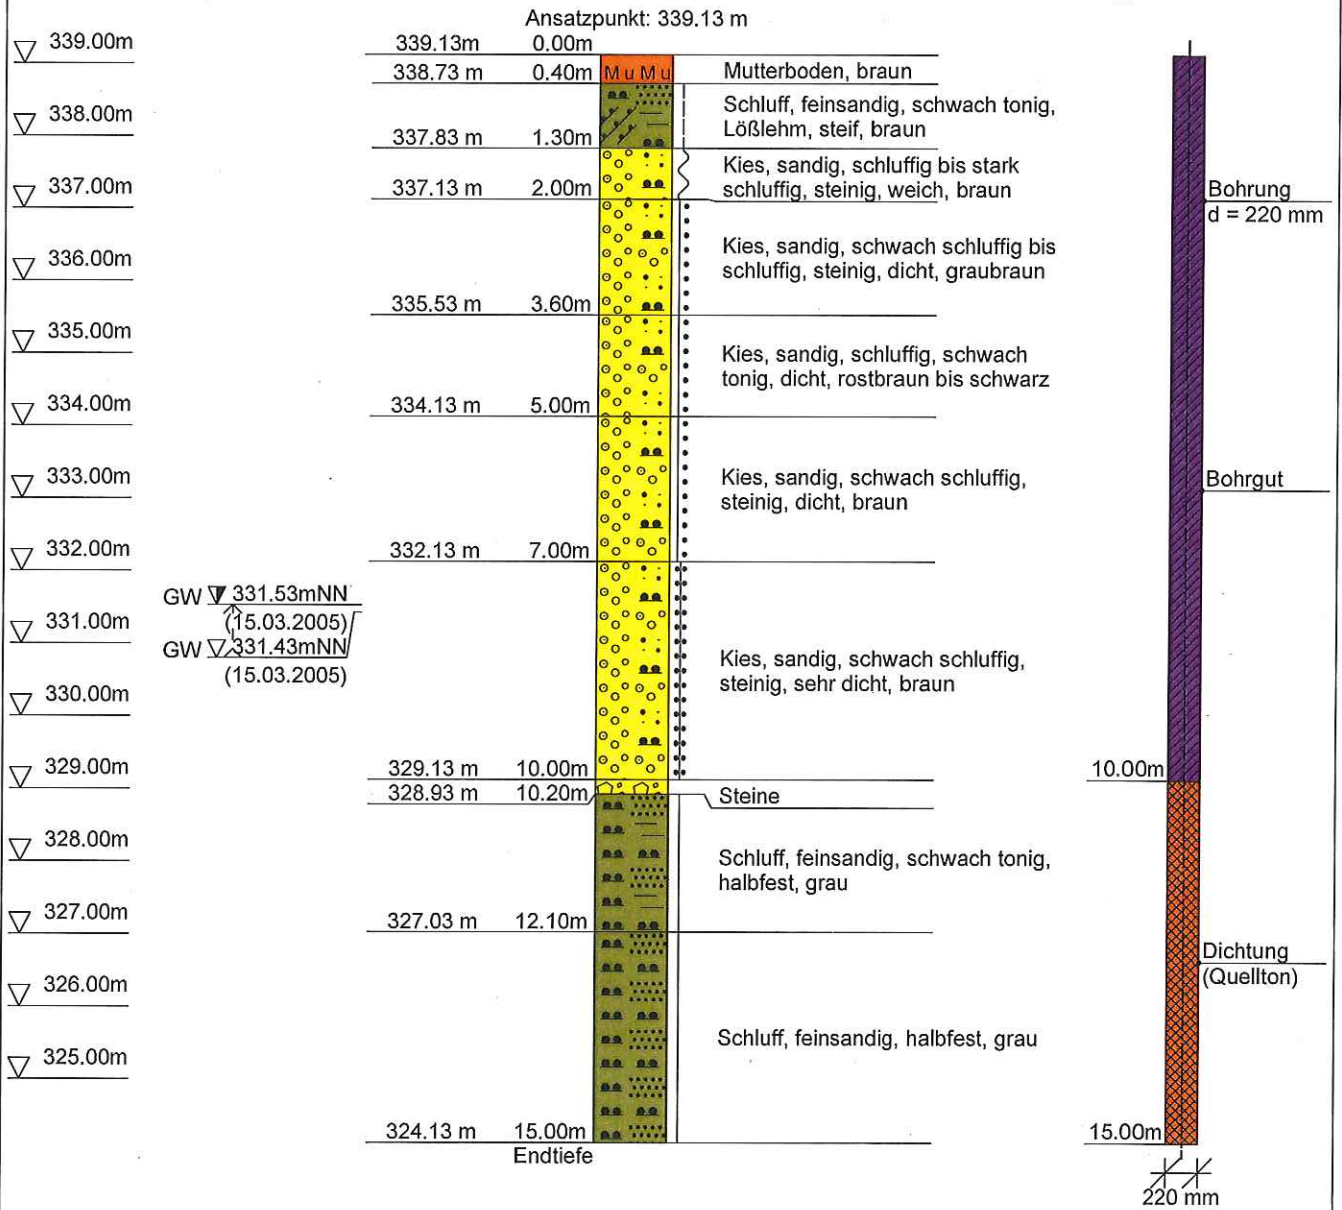 Ansatzpunkt: 339.13 m
339.00m
338.00m
337.00m
336.00m
335.00m
334.00m
333.00m
332.00m
331.00m
330.00m
329.00m
328.00m
327.00m
326.00m
325.00m
GW 331.53mNN
(15.03.2005)
GW 331.43mNN
(15.03.2005)
339.13m 0.00m
338.73 m 0.40m
M u M u
Mutterboden, braun
Schluff, feinsandig, schwach tonig,
Lößlehm, steif, braun
337.83 m 1.30m
Kies, sandig, schluffig bis stark
schluffig, steinig, weich, braun
337.13 m 2.00m
Kies, sandig, schwach schluffig bis
schluffig, steinig, dicht, graubraun
335.53 m 3.60m
Kies, sandig, schluffig, schwach
tonig, dicht, rostbraun bis schwarz
334.13 m 5.00m
Kies, sandig, schwach schluffig,
steinig, dicht, braun
332.13 m 7.00m
Kies, sandig, schwach schluffig,
steinig, sehr dicht, braun
329.13 m 10.00m
328.93 m 10.20m
Steine
Schluff, feinsandig, schwach tonig,
halbfest, grau
327.03 m 12.10m
Schluff, feinsandig, halbfest, grau
324.13 m 15.00m
Endtiefe
Bohrung
d = 220 mm
Bohrgut
10.00m
Dichtung
(Quellton)
15.00m
220 mm